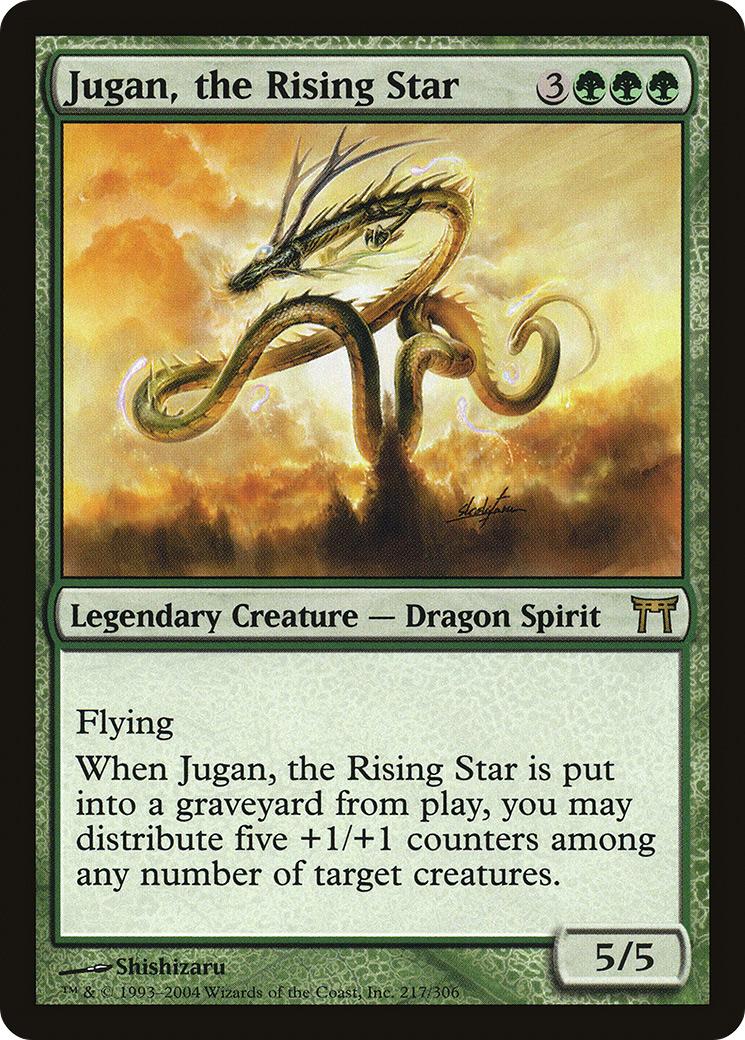 Jugan, the Rising Star 3
Legendary Creature — Dragon Spirit
Flying
When Jugan, the Rising Star is put
into a graveyard from play, you may
distribute five +1/+1 counters among
any number of target creatures.
5/5
Shishizaru
™ & © 1993–2004 Wizards of the Coast, Inc. 217/306